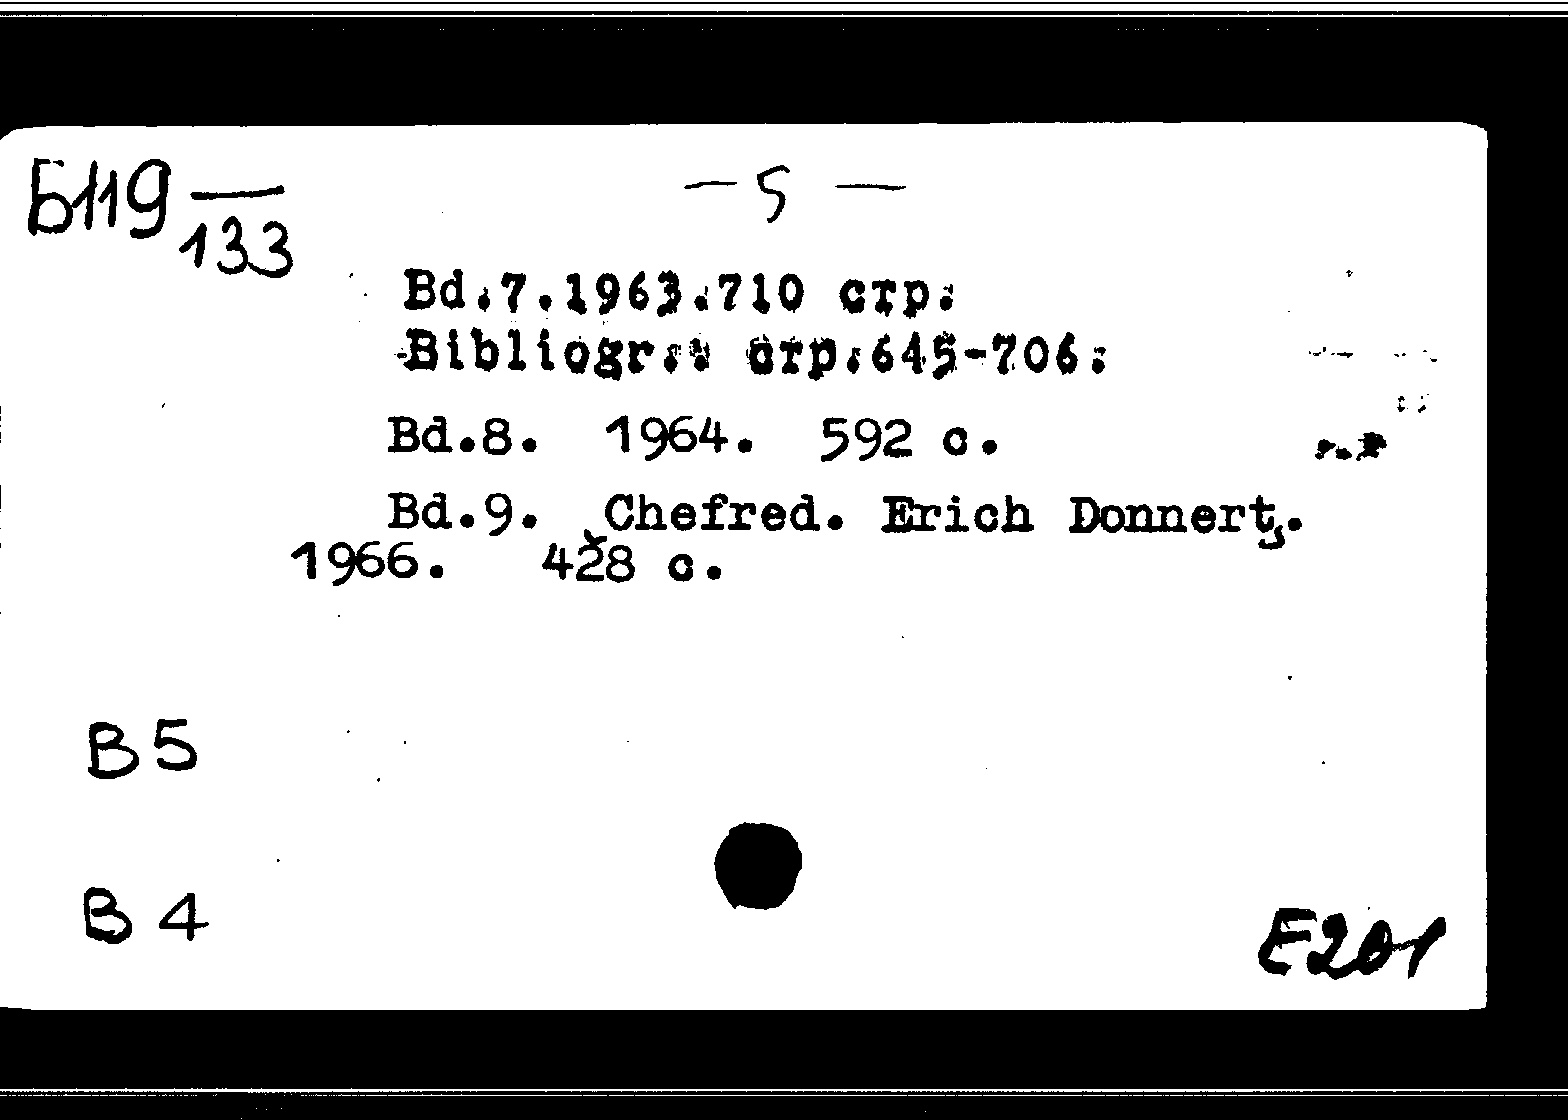 Б119 —
133
— 5 —
Bd.7.1963.710 стр.
Bibliogr.: стр.645-706.
Bd.8. 1964. 592 с.
Bd.9. Chefred. Erich Donnert.
1966. 428 с.
B5
B4
E201